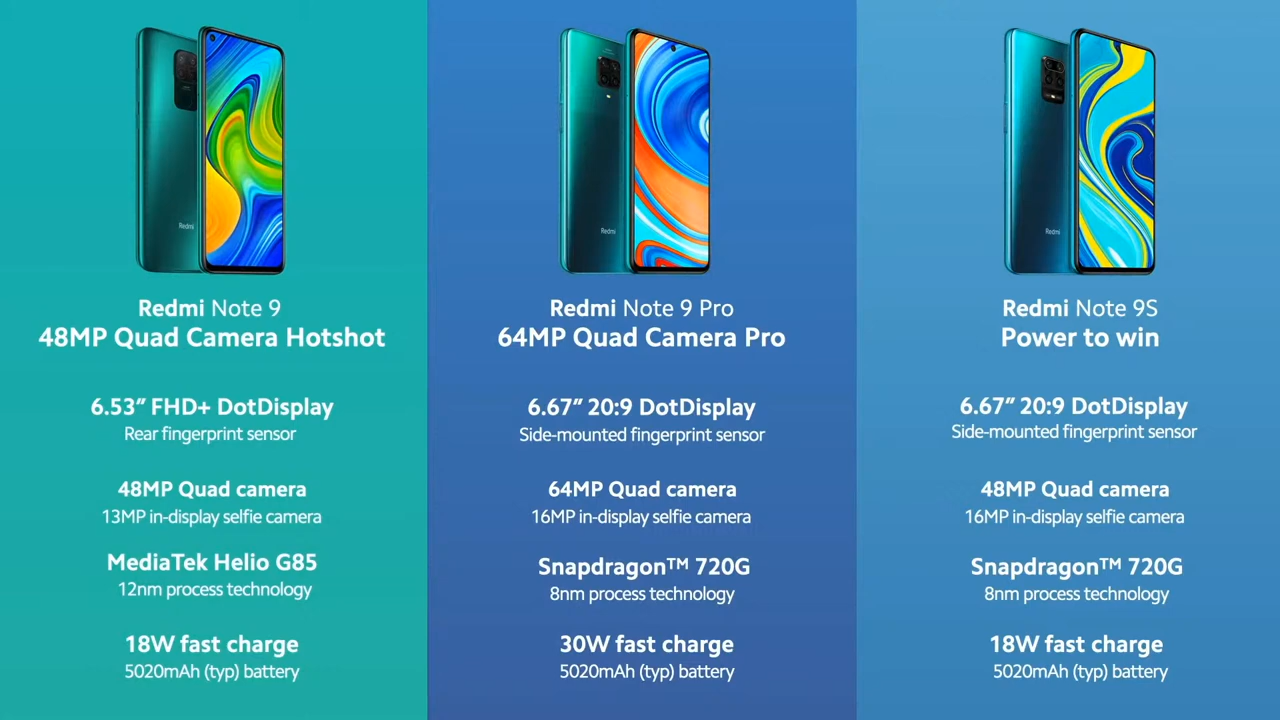 Redmi
Redmi Note 9
48MP Quad Camera Hotshot
6.53” FHD+ DotDisplay
Rear fingerprint sensor
48MP Quad camera
13MP in-display selfie camera
MediaTek Helio G85
12nm process technology
18W fast charge
5020mAh (typ) battery
Redmi
Redmi Note 9 Pro
64MP Quad Camera Pro
6.67” 20:9 DotDisplay
Side-mounted fingerprint sensor
64MP Quad camera
16MP in-display selfie camera
Snapdragon™ 720G
8nm process technology
30W fast charge
5020mAh (typ) battery
Redmi
Redmi Note 9S
Power to win
6.67” 20:9 DotDisplay
Side-mounted fingerprint sensor
48MP Quad camera
16MP in-display selfie camera
Snapdragon™ 720G
8nm process technology
18W fast charge
5020mAh (typ) battery